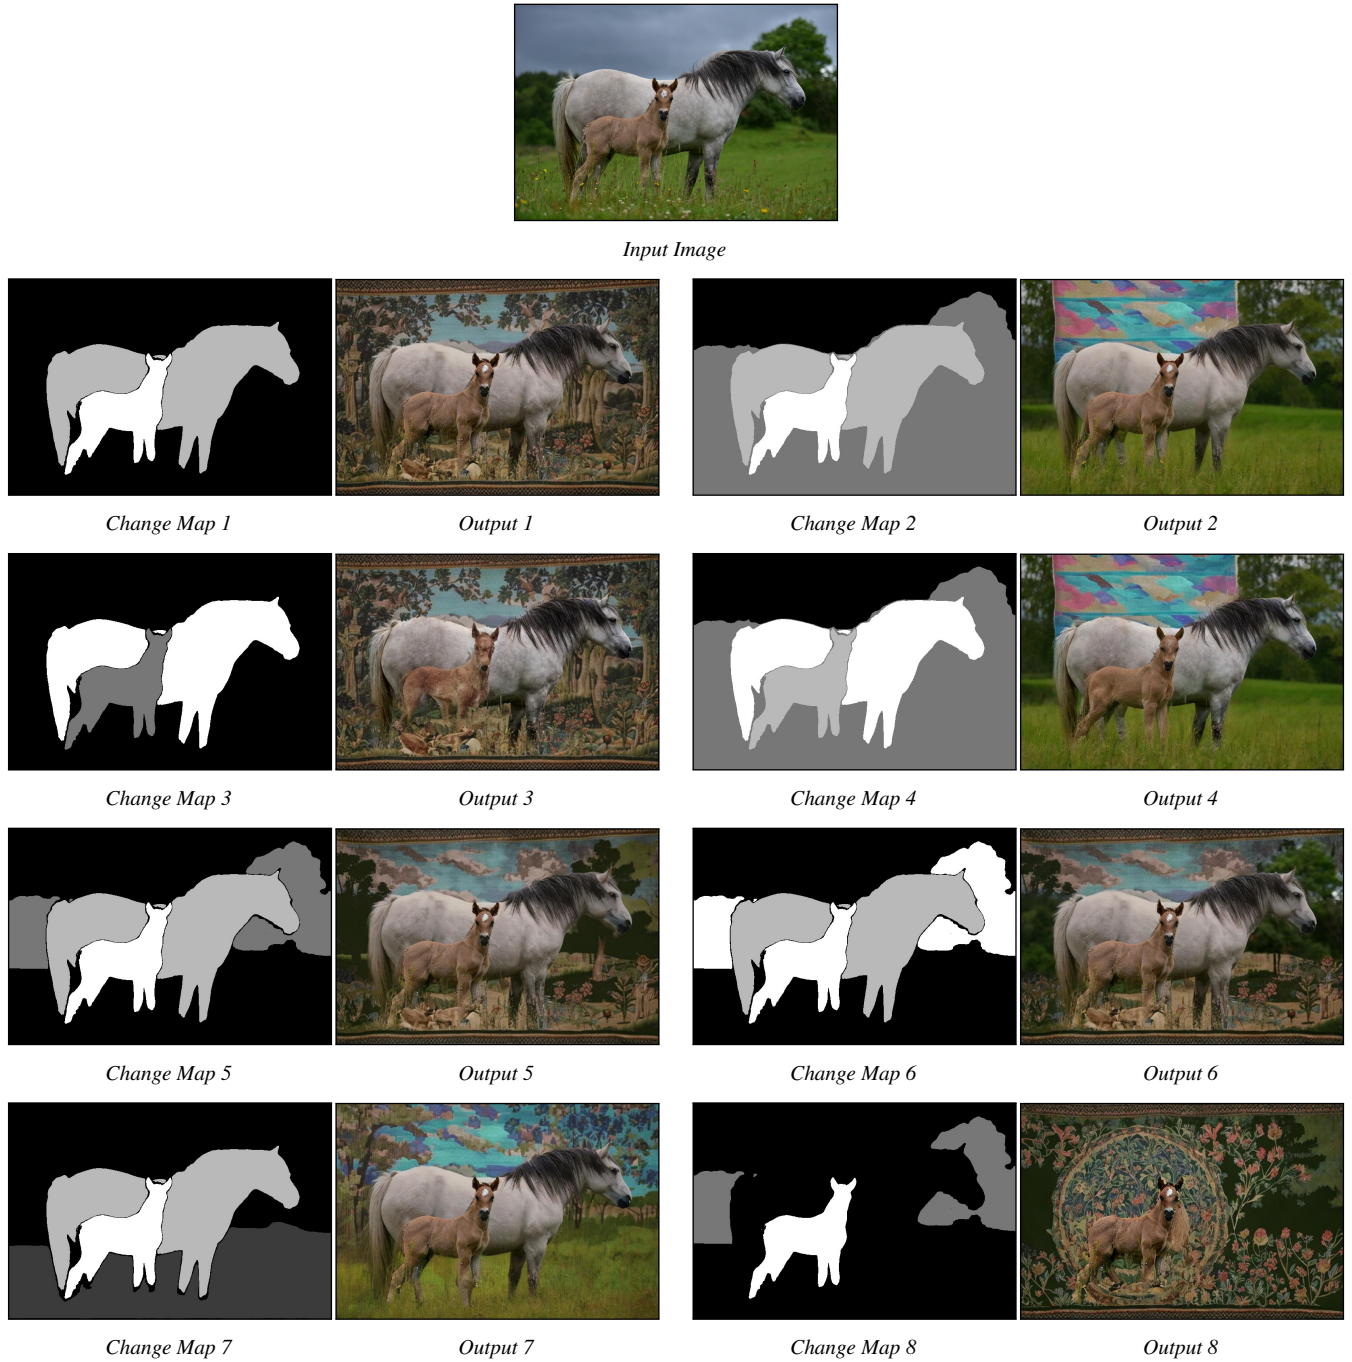 Input Image
Change Map 1
Output 1
Change Map 2
Output 2
Change Map 3
Output 3
Change Map 4
Output 4
Change Map 5
Output 5
Change Map 6
Output 6
Change Map 7
Output 7
Change Map 8
Output 8